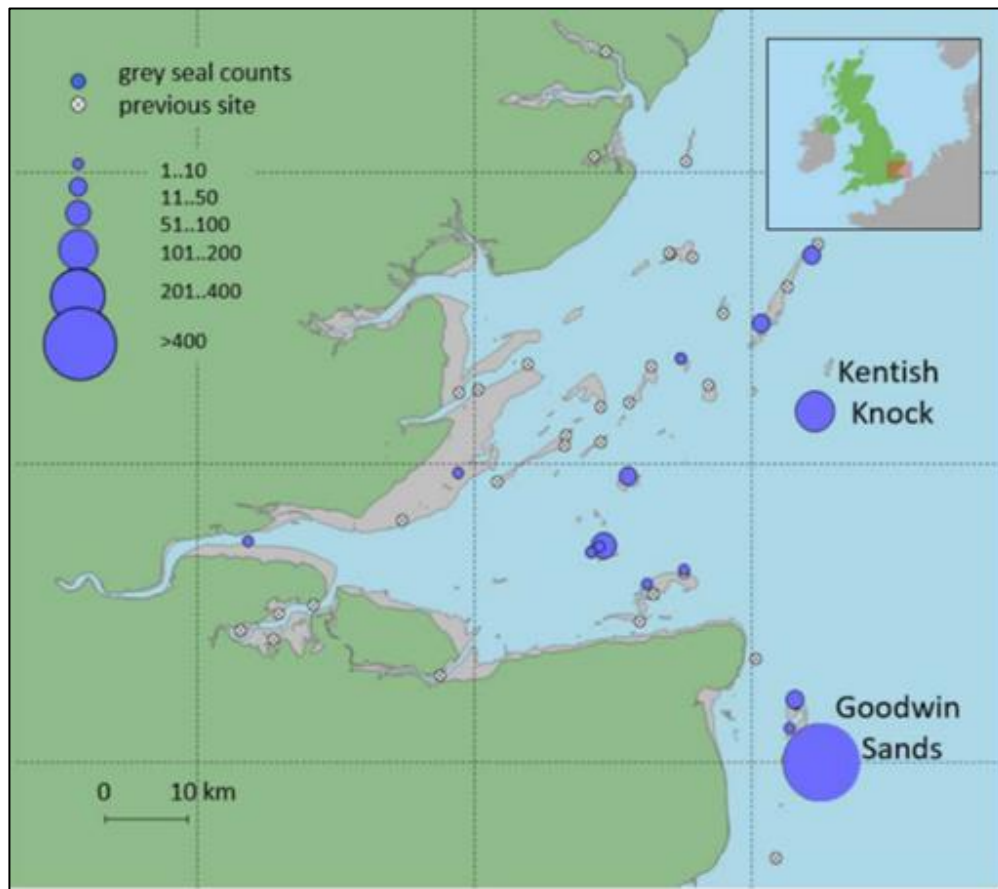 grey seal counts
previous site
1..10
11..50
51..100
101..200
201..400
>400
Kentish
Knock
Goodwin
Sands
0 10 km